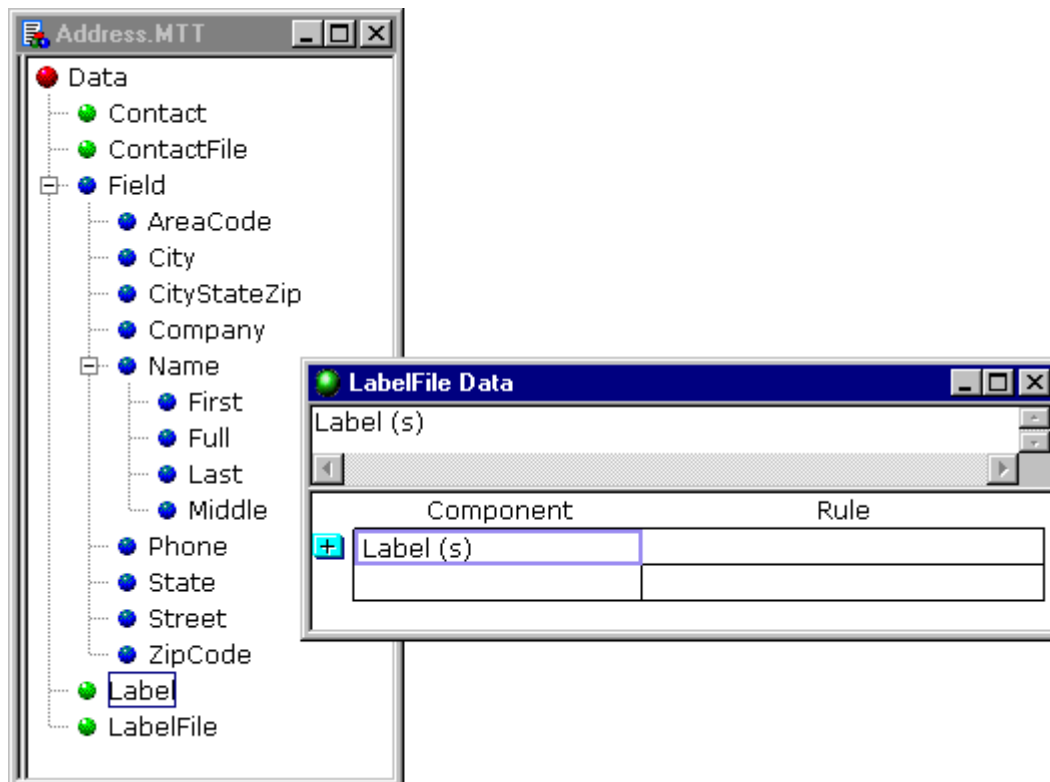 Address.MTT
Data
Contact
ContactFile
Field
AreaCode
City
CityStateZip
Company
Name
First
Full
Last
Middle
Phone
State
Street
ZipCode
Label
LabelFile
LabelFile Data
Label (s)
Component Rule
Label (s)